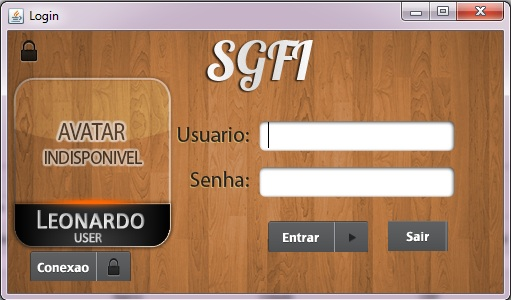 Login
SGFI
AVATAR
INDISPONIVEL
Usuario:
Senha:
LEONARDO
USER
Conexao
Entrar
Sair